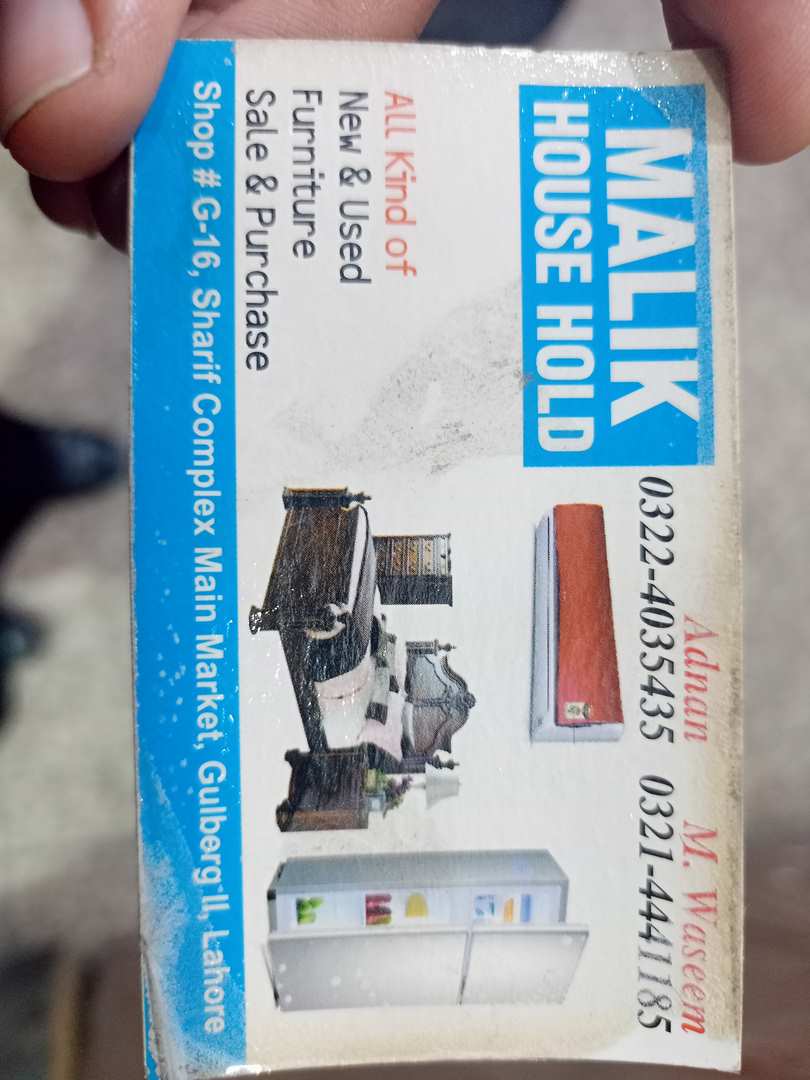 MALIK
HOUSE HOLD
Adnan M. Waseem
0322-4035435 0321-4441185
ALL Kind of
New & Used
Furniture
Sale & Purchase
Shop # G-16, Sharif Complex Main Market, Gulberg II, Lahore